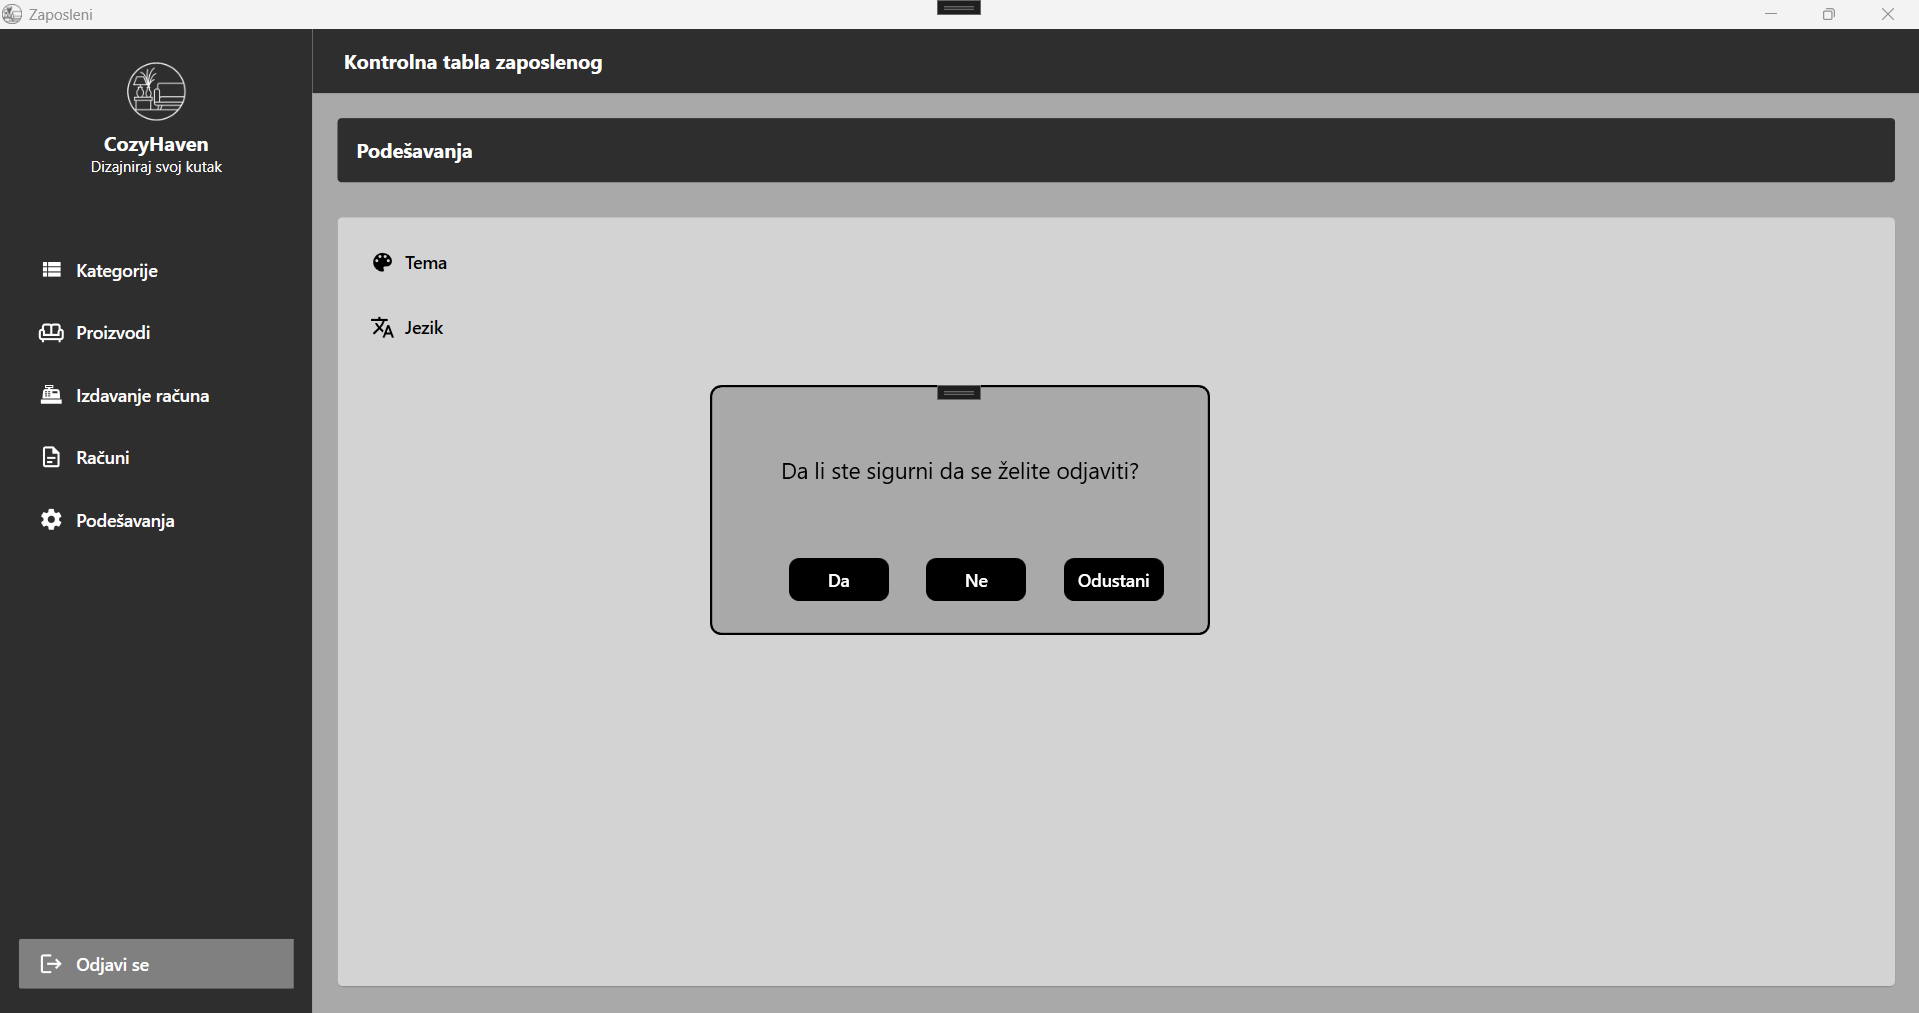 Zaposleni
CozyHaven
Dizajniraj svoj kutak
Kategorije
Proizvodi
Izdavanje računa
Računi
Podešavanja
Odjavi se
Kontrolna tabla zaposlenog
Podešavanja
Tema
Jezik
Da li ste sigurni da se želite odjaviti?
Da
Ne
Odustani